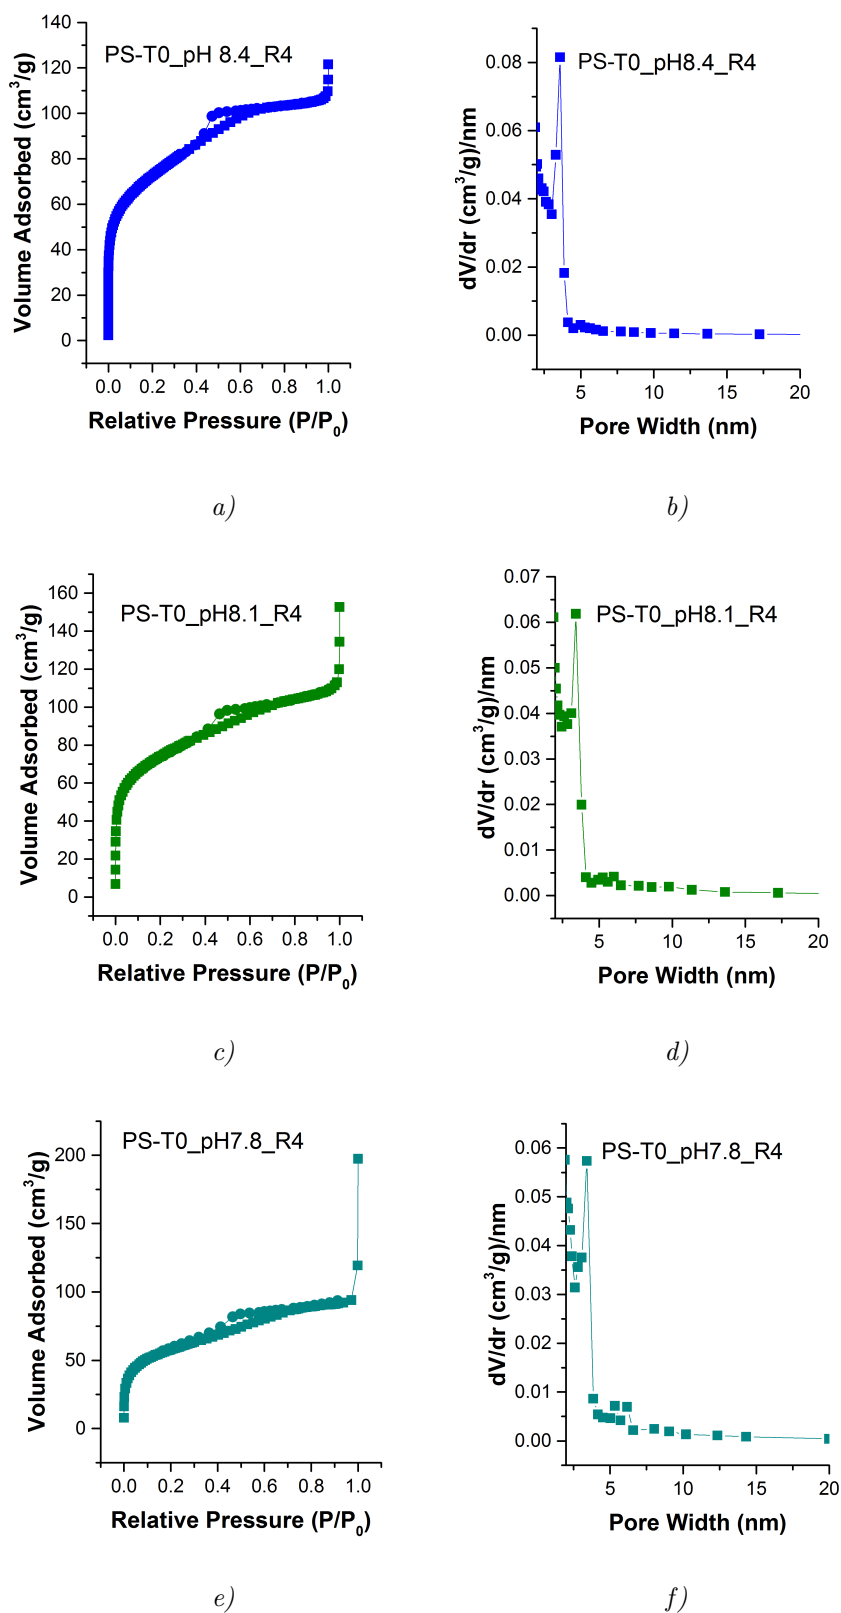 PS-T0_pH 8.4_R4
Volume Adsorbed (cm³/g)
140
120
100
80
60
40
20
0
0.0 0.2 0.4 0.6 0.8 1.0
Relative Pressure (P/P₀)
a)
PS-T0_pH8.4_R4
dV/dr (cm³/g)/nm
0.08
0.06
0.04
0.02
0.00
5 10 15 20
Pore Width (nm)
b)
PS-T0_pH8.1_R4
Volume Adsorbed (cm³/g)
160
140
120
100
80
60
40
20
0
0.0 0.2 0.4 0.6 0.8 1.0
Relative Pressure (P/P₀)
c)
PS-T0_pH8.1_R4
dV/dr (cm³/g)/nm
0.07
0.06
0.05
0.04
0.03
0.02
0.01
0.00
5 10 15 20
Pore Width (nm)
d)
PS-T0_pH7.8_R4
Volume Adsorbed (cm³/g)
200
150
100
50
0
0.0 0.2 0.4 0.6 0.8 1.0
Relative Pressure (P/P₀)
e)
PS-T0_pH7.8_R4
dV/dr (cm³/g)/nm
0.06
0.05
0.04
0.03
0.02
0.01
0.00
5 10 15 20
Pore Width (nm)
f)